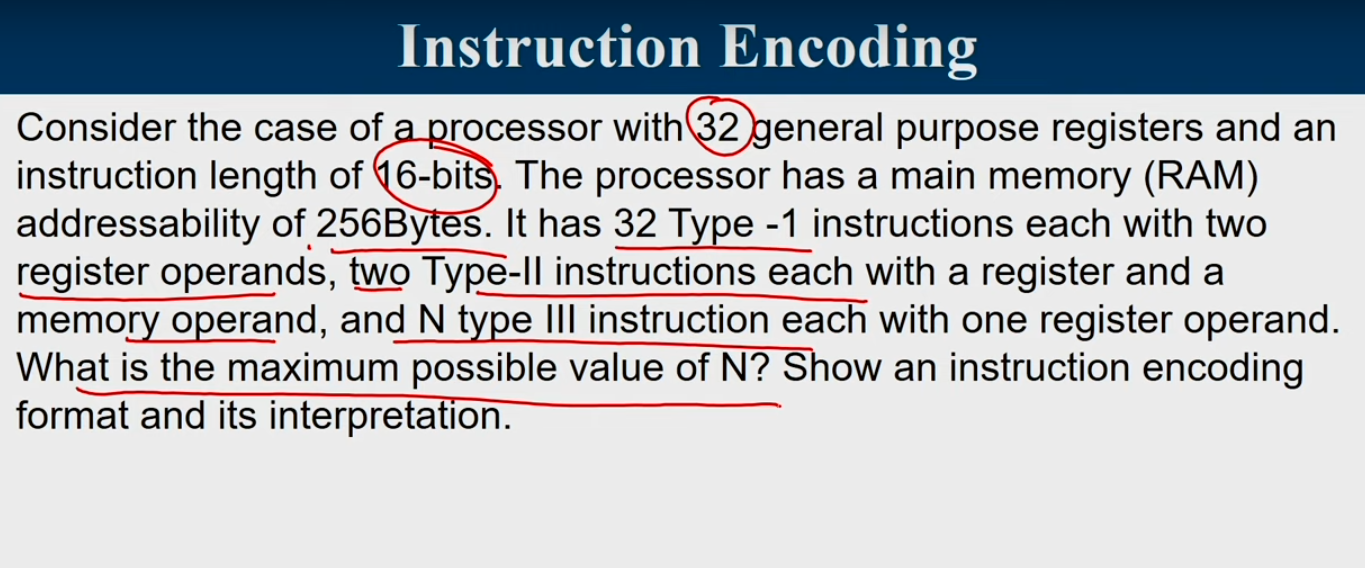 Instruction Encoding
Consider the case of a processor with 32 general purpose registers and an
instruction length of 16-bits. The processor has a main memory (RAM)
addressability of 256Bytes. It has 32 Type -1 instructions each with two
register operands, two Type-II instructions each with a register and a
memory operand, and N type III instruction each with one register operand.
What is the maximum possible value of N? Show an instruction encoding
format and its interpretation.